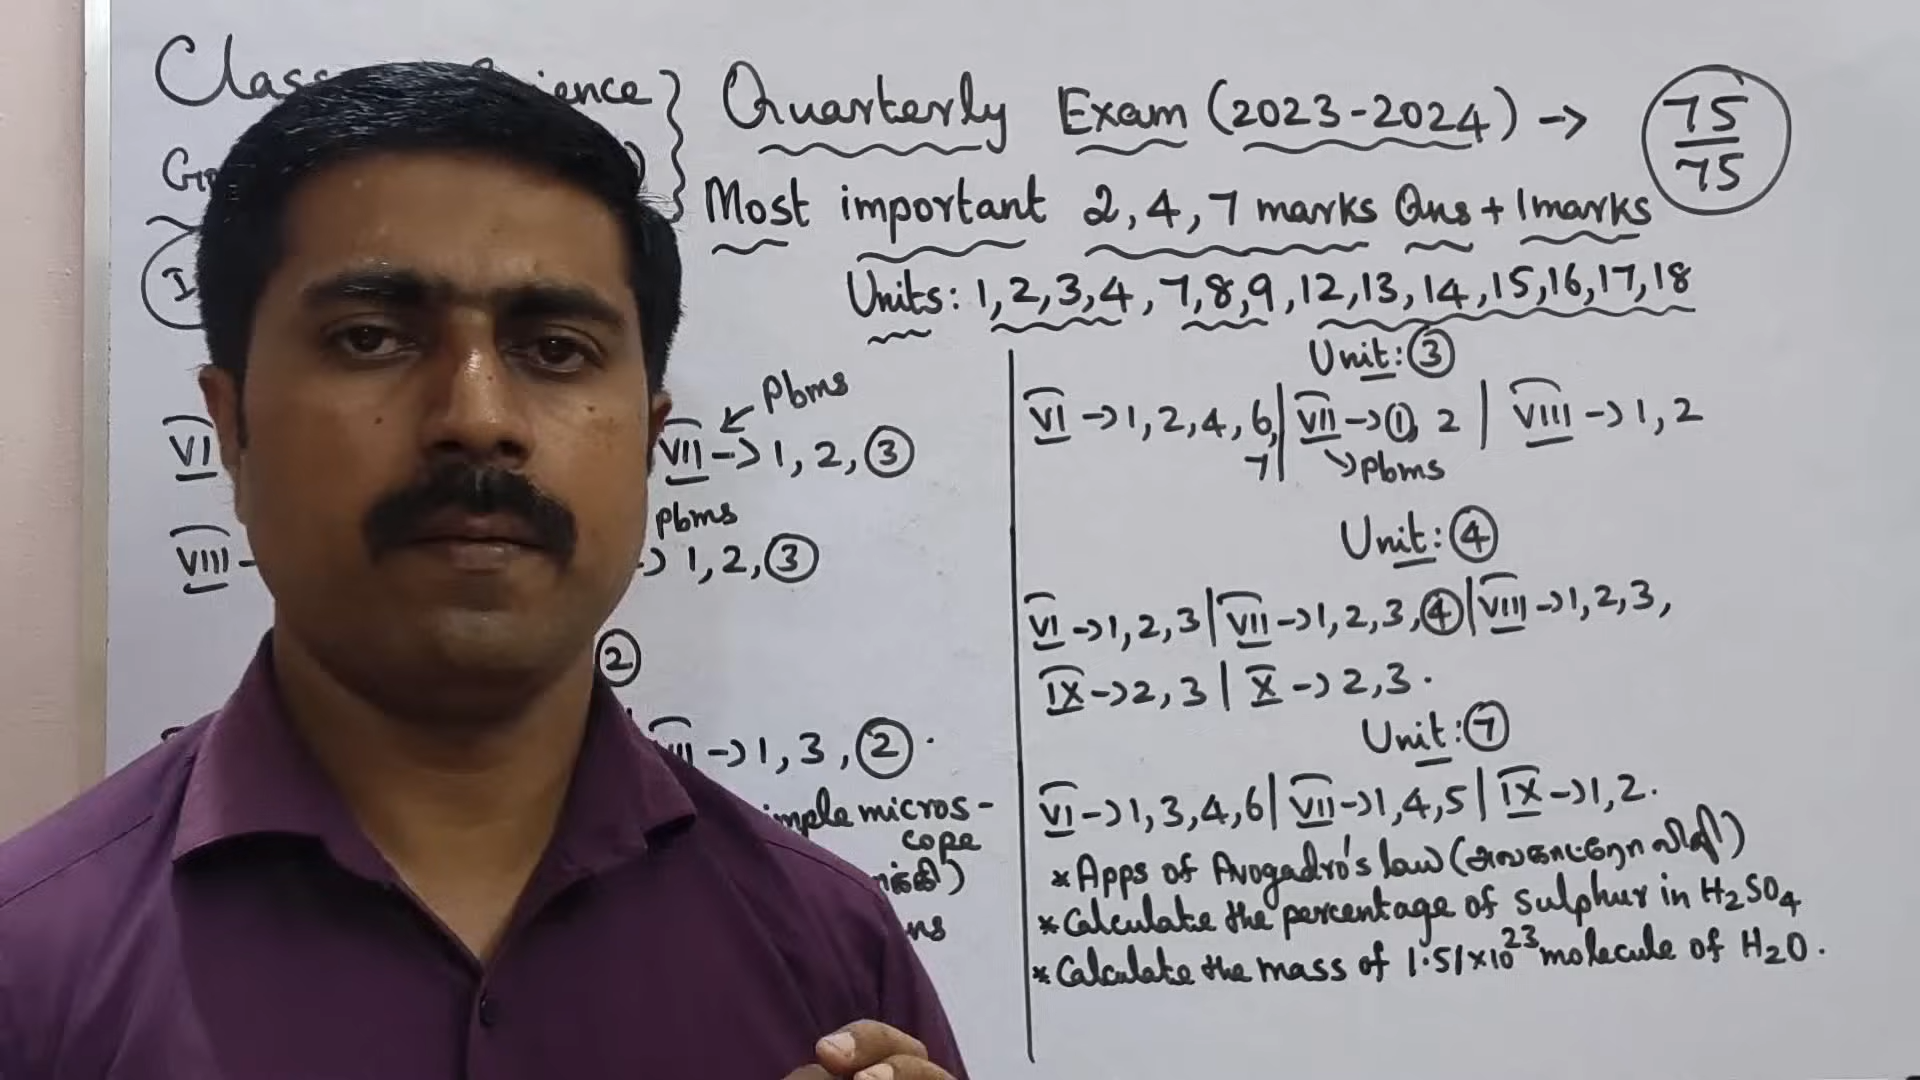 Class Science } Quarterly Exam (2023-2024) → 75/75
Most important 2, 4, 7 marks Qns + 1marks
Units: 1, 2, 3, 4, 7, 8, 9, 12, 13, 14, 15, 16, 17, 18
Pbms
VI
VII → 1, 2, 3
pbms
VIII -
→ 1, 2, 3
2
→ 1, 3, 2.
micros-
cope
Unit: 3
VI → 1, 2, 4, 6, 7 | VII → 1, 2 | VIII → 1, 2
→ Pbms
Unit: 4
VI → 1, 2, 3 | VII → 1, 2, 3, 4 | VIII → 1, 2, 3,
IX → 2, 3 | X → 2, 3.
Unit: 7
VI → 1, 3, 4, 6 | VII → 1, 4, 5 | IX → 1, 2.
* Apps of Avogadro's law
* Calculate the percentage of Sulphur in H2SO4
* Calculate the mass of 1.51×10^23 molecule of H2O.